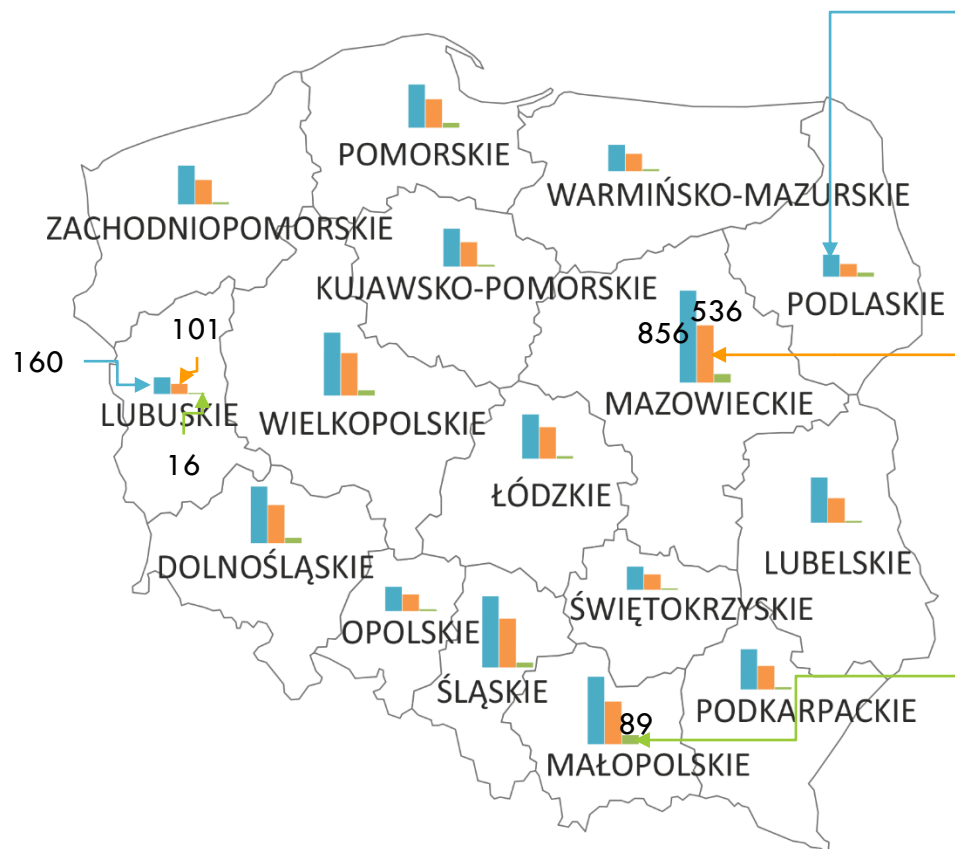 POMORSKIE
WARMIŃSKO-MAZURSKIE
ZACHODNIOPOMORSKIE
KUJAWSKO-POMORSKIE
PODLASKIE
536
856
101
160
LUBUSKIE
WIELKOPOLSKIE
MAZOWIECKIE
16
ŁÓDZKIE
DOLNOŚLĄSKIE
LUBELSKIE
ŚWIĘTOKRZYSKIE
OPOLSKIE
ŚLĄSKIE
PODKARPACKIE
89
MAŁOPOLSKIE